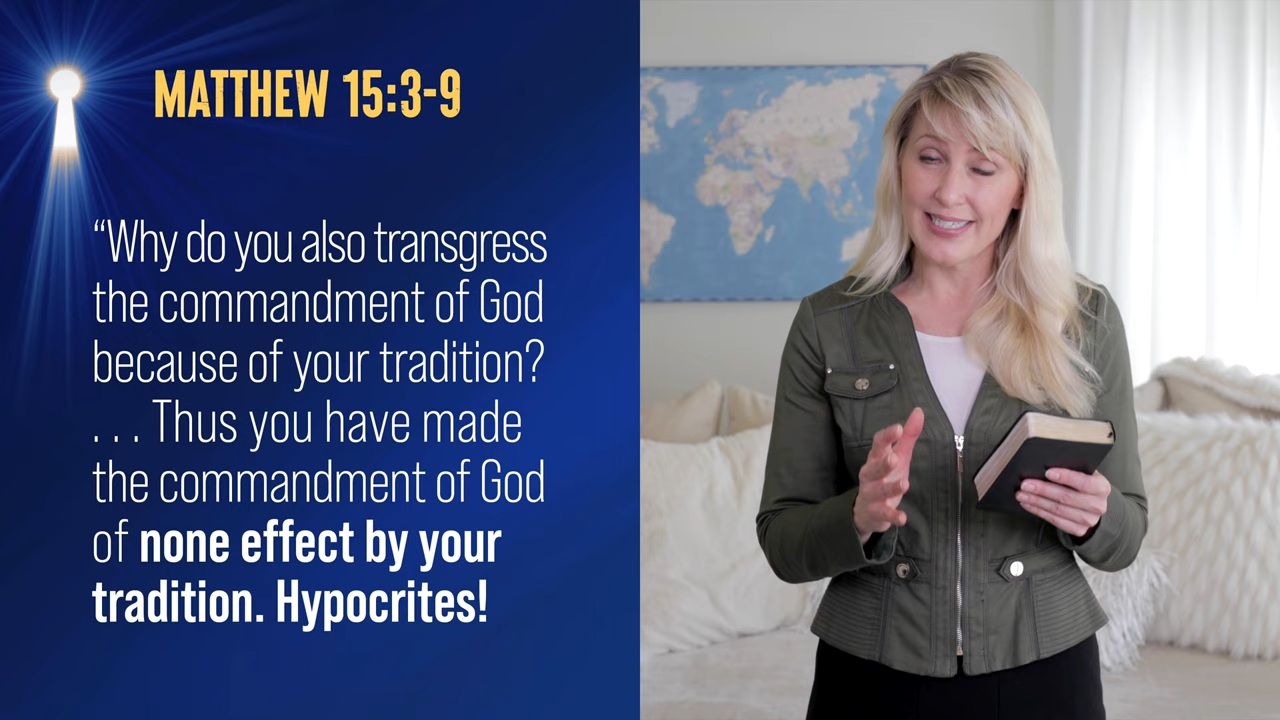 MATTHEW 15:3-9
“Why do you also transgress
the commandment of God
because of your tradition?
. . . Thus you have made
the commandment of God
of none effect by your
tradition. Hypocrites!